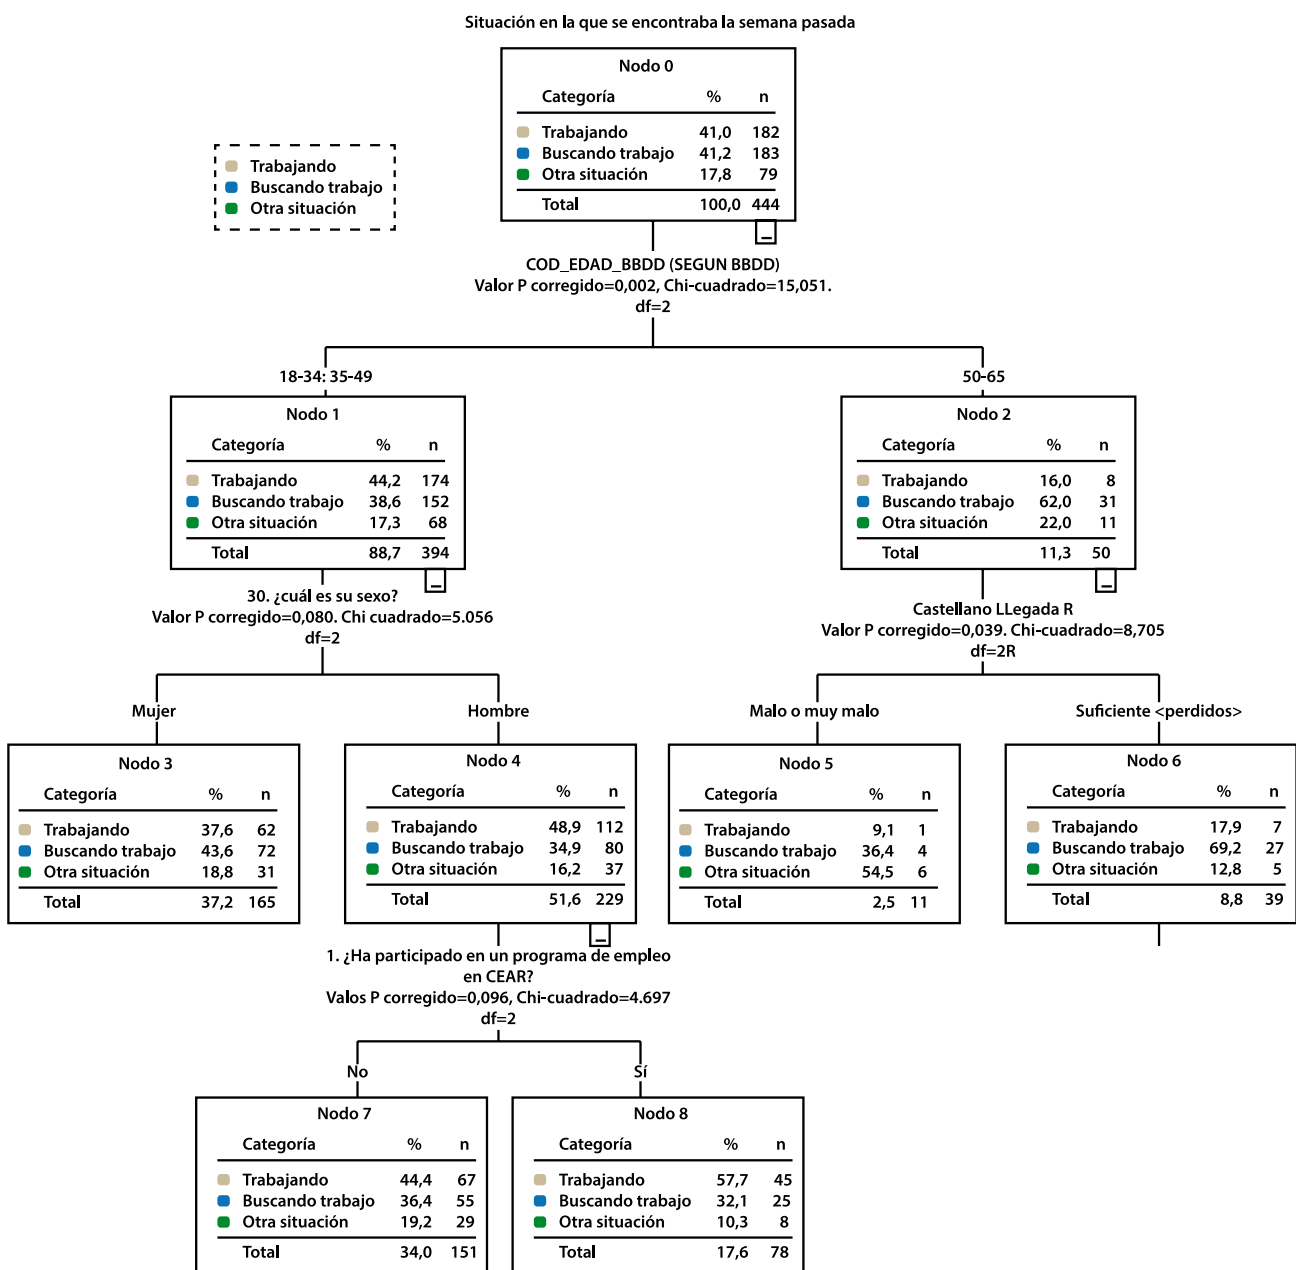 Situación en la que se encontraba la semana pasada
Nodo 0
Categoría % n
Trabajando 41,0 182
Buscando trabajo 41,2 183
Otra situación 17,8 79
Total 100,0 444
Trabajando
Buscando trabajo
Otra situación
COD_EDAD_BBDD (SEGUN BBDD)
Valor P corregido=0,002, Chi-cuadrado=15,051.
df=2
18-34: 35-49
50-65
Nodo 1
Categoría % n
Trabajando 44,2 174
Buscando trabajo 38,6 152
Otra situación 17,3 68
Total 88,7 394
Nodo 2
Categoría % n
Trabajando 16,0 8
Buscando trabajo 62,0 31
Otra situación 22,0 11
Total 11,3 50
30. ¿cuál es su sexo?
Valor P corregido=0,080. Chi cuadrado=5.056
df=2
Castellano LLegada R
Valor P corregido=0,039. Chi-cuadrado=8,705
df=2R
Mujer
Hombre
Malo o muy malo
Suficiente <perdidos>
Nodo 3
Categoría % n
Trabajando 37,6 62
Buscando trabajo 43,6 72
Otra situación 18,8 31
Total 37,2 165
Nodo 4
Categoría % n
Trabajando 48,9 112
Buscando trabajo 34,9 80
Otra situación 16,2 37
Total 51,6 229
Nodo 5
Categoría % n
Trabajando 9,1 1
Buscando trabajo 36,4 4
Otra situación 54,5 6
Total 2,5 11
Nodo 6
Categoría % n
Trabajando 17,9 7
Buscando trabajo 69,2 27
Otra situación 12,8 5
Total 8,8 39
1. ¿Ha participado en un programa de empleo
en CEAR?
Valos P corregido=0,096, Chi-cuadrado=4.697
df=2
No
Sí
Nodo 7
Categoría % n
Trabajando 44,4 67
Buscando trabajo 36,4 55
Otra situación 19,2 29
Total 34,0 151
Nodo 8
Categoría % n
Trabajando 57,7 45
Buscando trabajo 32,1 25
Otra situación 10,3 8
Total 17,6 78